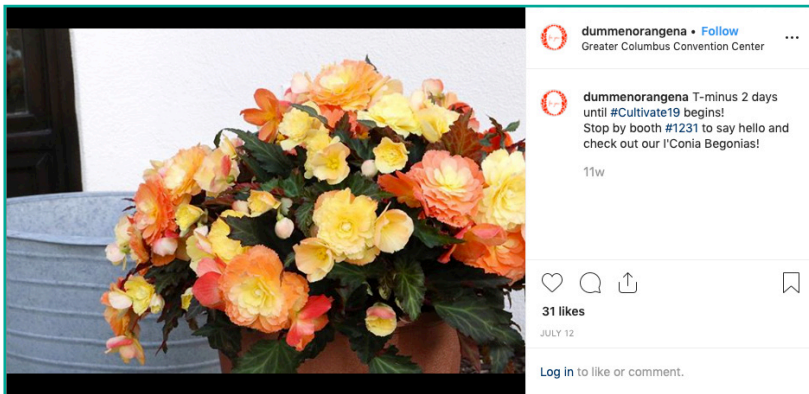 dummenorangena • Follow
Greater Columbus Convention Center
dummenorangena T-minus 2 days
until #Cultivate19 begins!
Stop by booth #1231 to say hello and
check out our I'Conia Begonias!
11w
31 likes
JULY 12
Log in to like or comment.